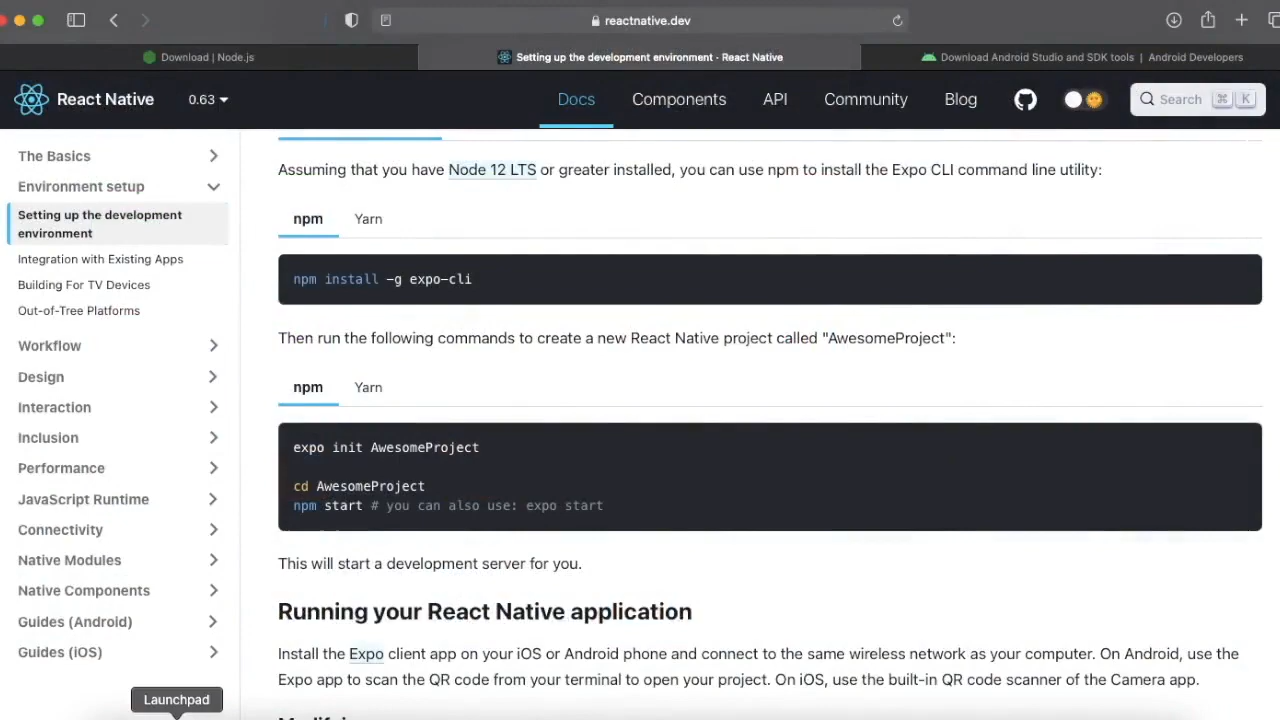 reactnative.dev
Download | Node.js
Setting up the development environment - React Native
Download Android Studio and SDK tools | Android Developers
React Native
0.63
Docs
Components
API
Community
Blog
Search ⌘ K
The Basics
Environment setup
Setting up the development
environment
Integration with Existing Apps
Building For TV Devices
Out-of-Tree Platforms
Workflow
Design
Interaction
Inclusion
Performance
JavaScript Runtime
Connectivity
Native Modules
Native Components
Guides (Android)
Guides (iOS)
Assuming that you have Node 12 LTS or greater installed, you can use npm to install the Expo CLI command line utility:
npm Yarn
npm install -g expo-cli
Then run the following commands to create a new React Native project called "AwesomeProject":
npm Yarn
expo init AwesomeProject
cd AwesomeProject
npm start # you can also use: expo start
This will start a development server for you.
Running your React Native application
Install the Expo client app on your iOS or Android phone and connect to the same wireless network as your computer. On Android, use the
Expo app to scan the QR code from your terminal to open your project. On iOS, use the built-in QR code scanner of the Camera app.
Launchpad